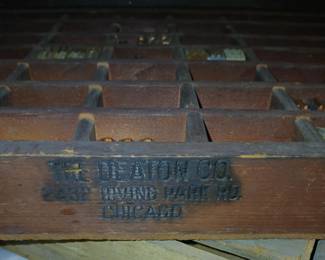 THE DEATON CO.
IRVING PARK RD.
CHICAGO